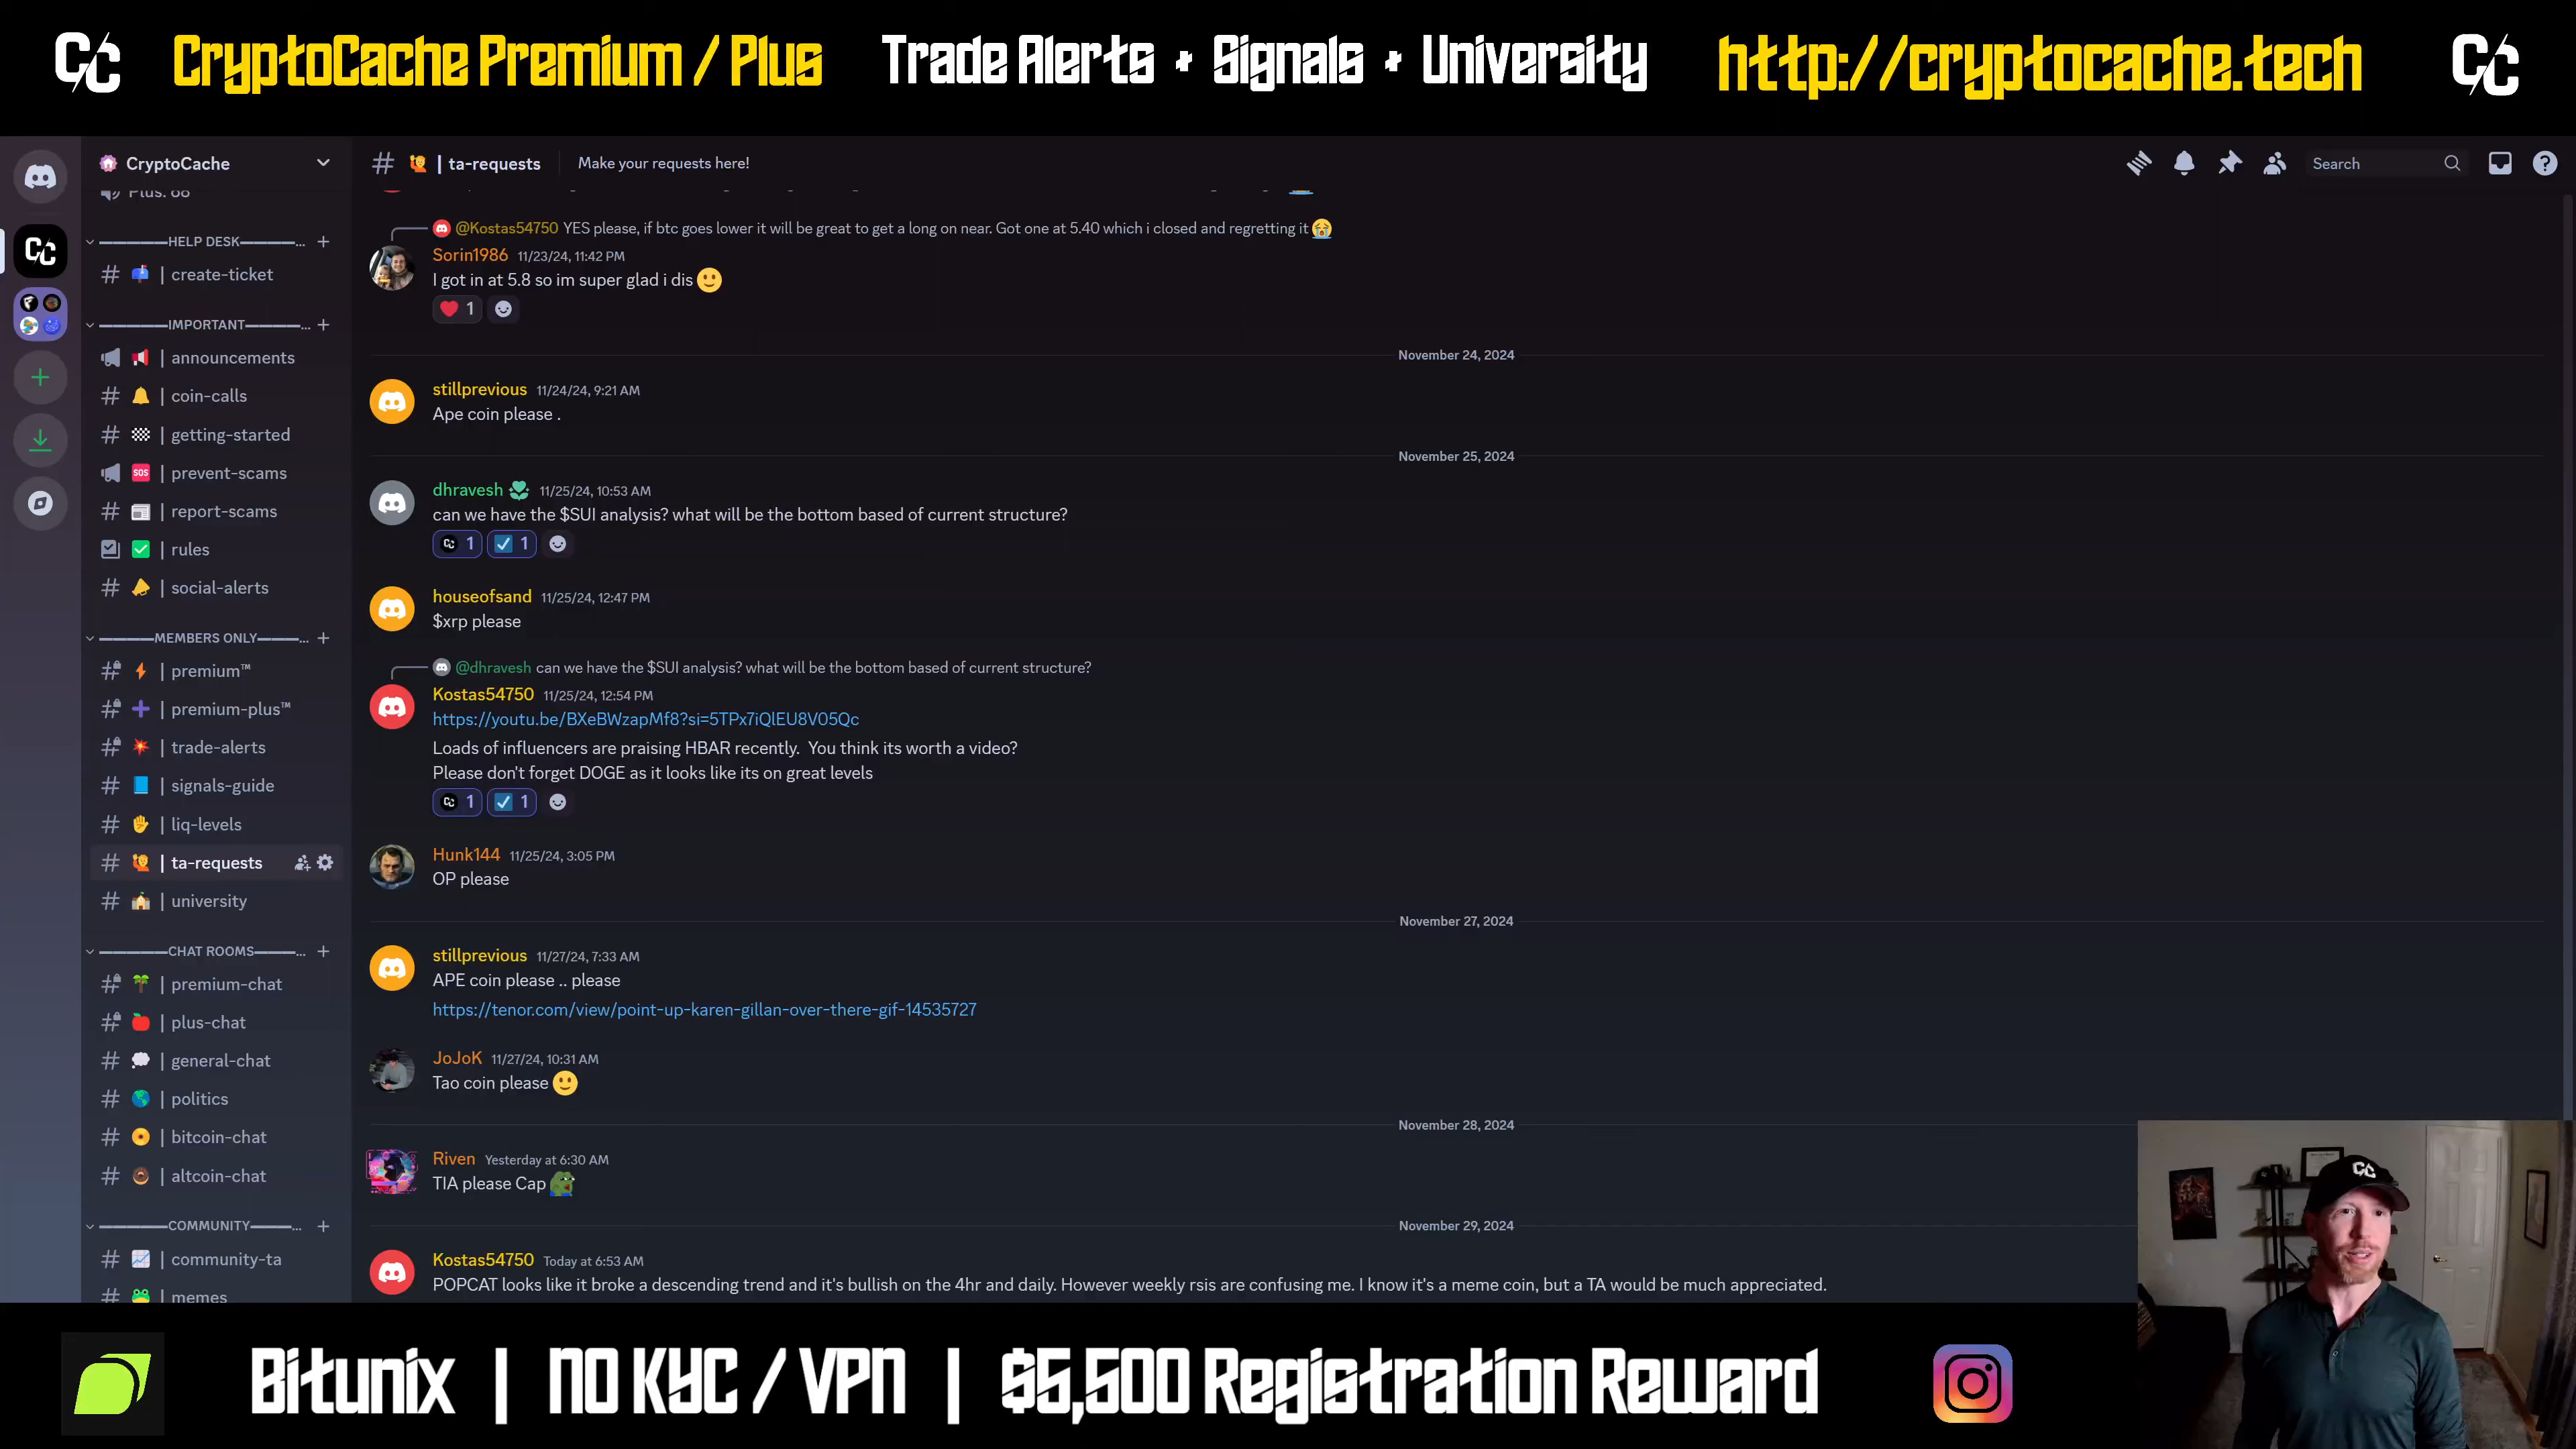 CryptoCache Premium / Plus
Trade Alerts + Signals + University
http://cryptocache.tech
CryptoCache
Plus: 68
HELP DESK
| create-ticket
IMPORTANT
| announcements
| coin-calls
| getting-started
SOS | prevent-scams
| report-scams
| rules
| social-alerts
MEMBERS ONLY
| premium™
| premium-plus™
| trade-alerts
| signals-guide
| liq-levels
| ta-requests
| university
CHAT ROOMS
| premium-chat
| plus-chat
| general-chat
| politics
| bitcoin-chat
| altcoin-chat
COMMUNITY
| community-ta
| memes
# | ta-requests Make your requests here!
Search
@Kostas54750 YES please, if btc goes lower it will be great to get a long on near. Got one at 5.40 which i closed and regretting it
Sorin1986 11/23/24, 11:42 PM
I got in at 5.8 so im super glad i dis
1
November 24, 2024
stillprevious 11/24/24, 9:21 AM
Ape coin please .
November 25, 2024
dhravesh 11/25/24, 10:53 AM
can we have the $SUI analysis? what will be the bottom based of current structure?
1 1
houseofsand 11/25/24, 12:47 PM
$xrp please
@dhravesh can we have the $SUI analysis? what will be the bottom based of current structure?
Kostas54750 11/25/24, 12:54 PM
https://youtu.be/BXeBWzapMf8?si=5TPx7iQlEU8V05Qc
Loads of influencers are praising HBAR recently. You think its worth a video?
Please don't forget DOGE as it looks like its on great levels
1 1
Hunk144 11/25/24, 3:05 PM
OP please
November 27, 2024
stillprevious 11/27/24, 7:33 AM
APE coin please .. please
https://tenor.com/view/point-up-karen-gillan-over-there-gif-14535727
JoJoK 11/27/24, 10:31 AM
Tao coin please
November 28, 2024
Riven Yesterday at 6:30 AM
TIA please Cap
November 29, 2024
Kostas54750 Today at 6:53 AM
POPCAT looks like it broke a descending trend and it's bullish on the 4hr and daily. However weekly rsis are confusing me. I know it's a meme coin, but a TA would be much appreciated.
Bitunix | NO KYC / VPN | $5,500 Registration Reward